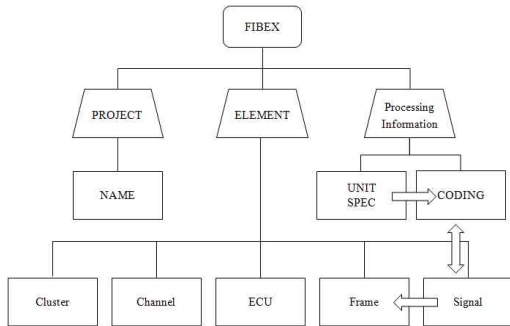 FIBEX
PROJECT
ELEMENT
Processing
Information
NAME
UNIT
SPEC
CODING
Cluster
Channel
ECU
Frame
Signal